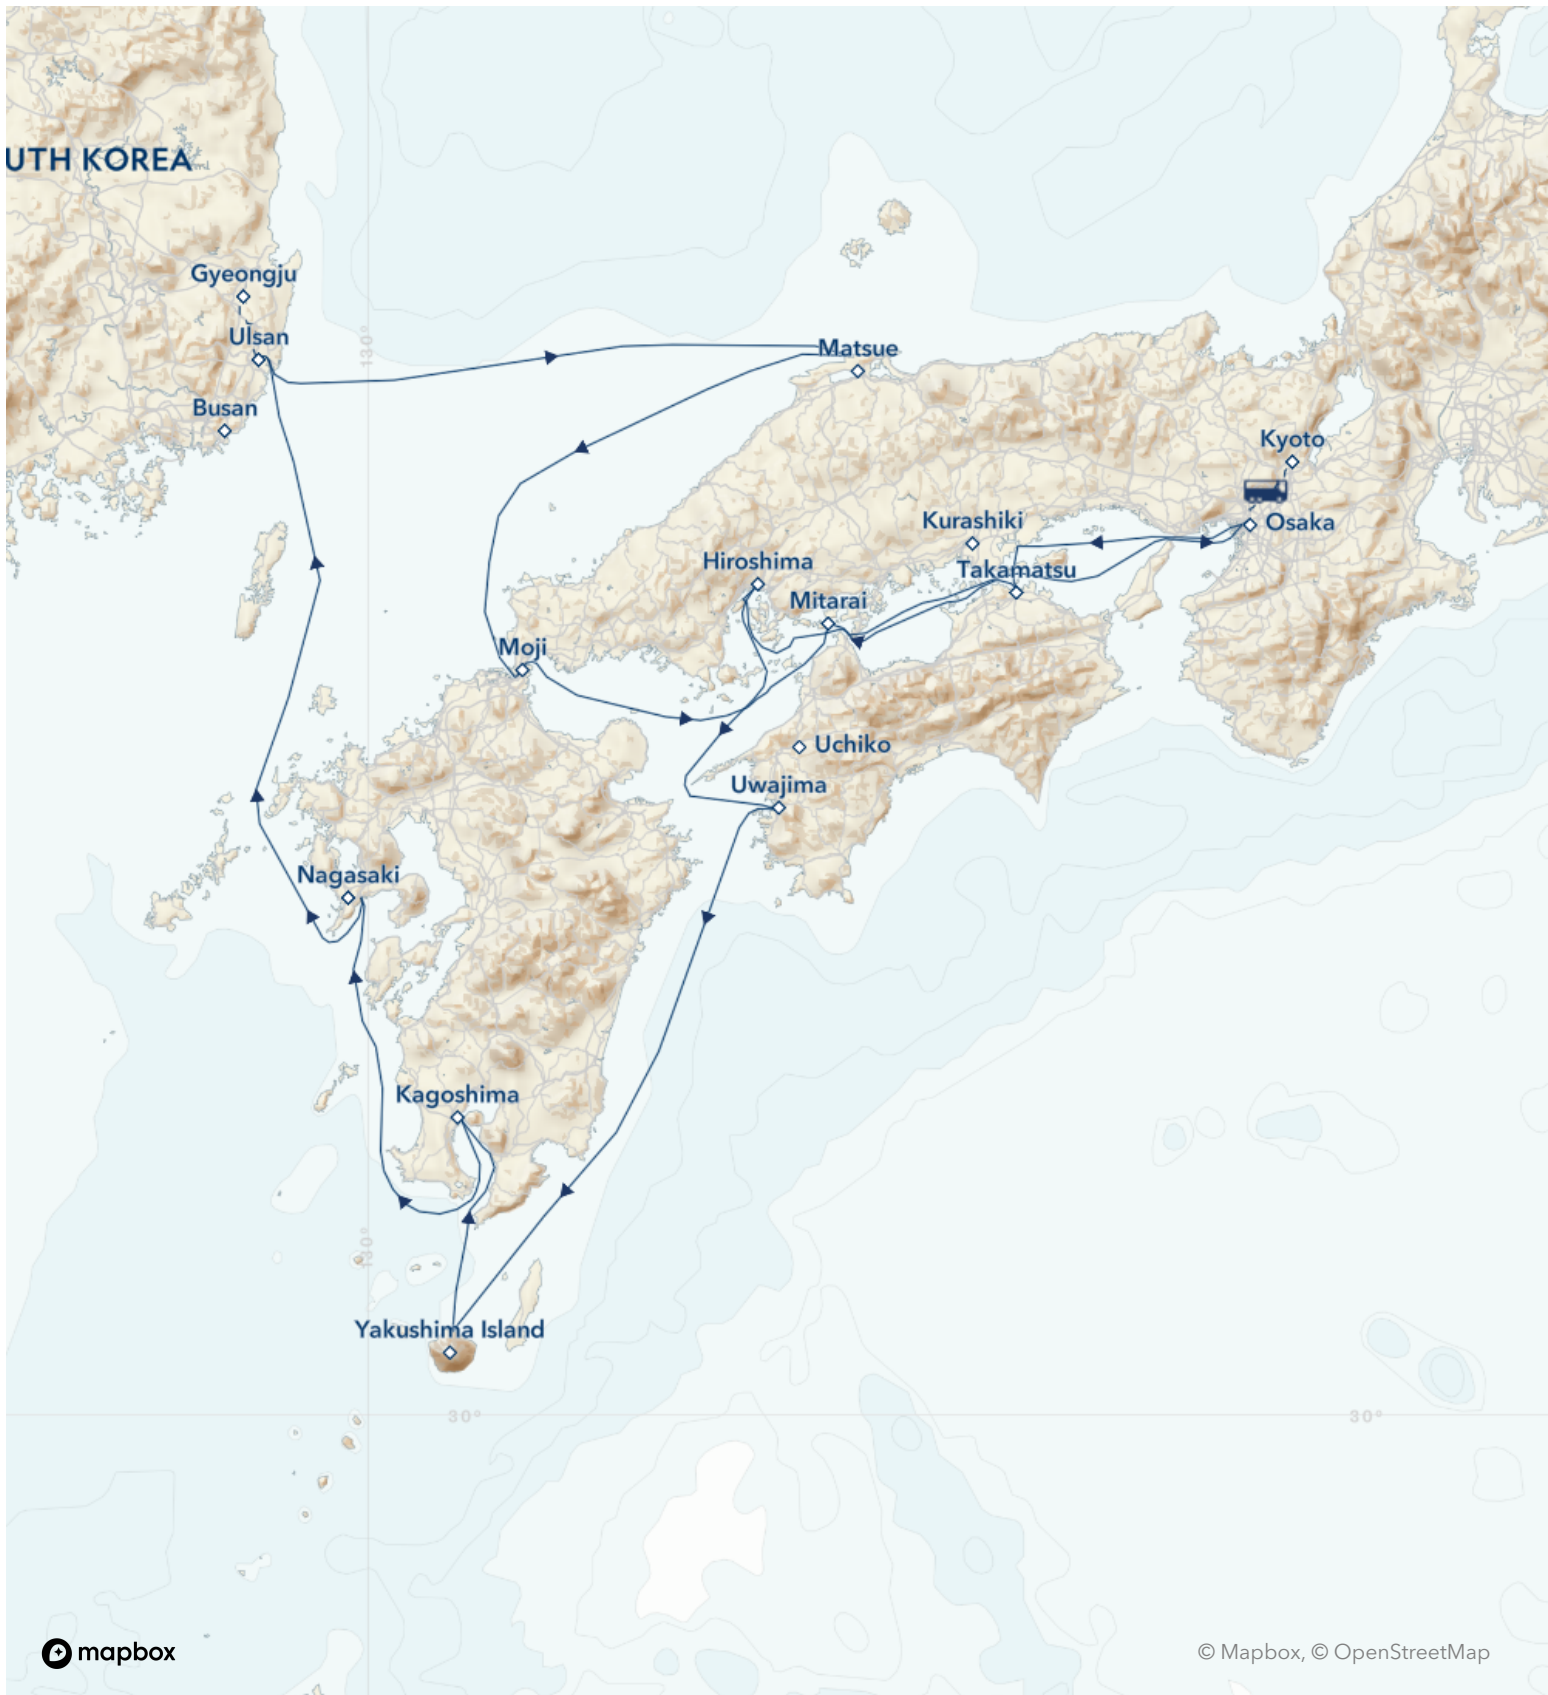 UTH KOREA
Gyeongju
130°
Ulsan
Matsue
Busan
Kyoto
Kurashiki
Osaka
Hiroshima
Takamatsu
Mitarai
Moji
Uchiko
Uwajima
Nagasaki
Kagoshima
130°
Yakushima Island
30°
30°
mapbox
© Mapbox, © OpenStreetMap